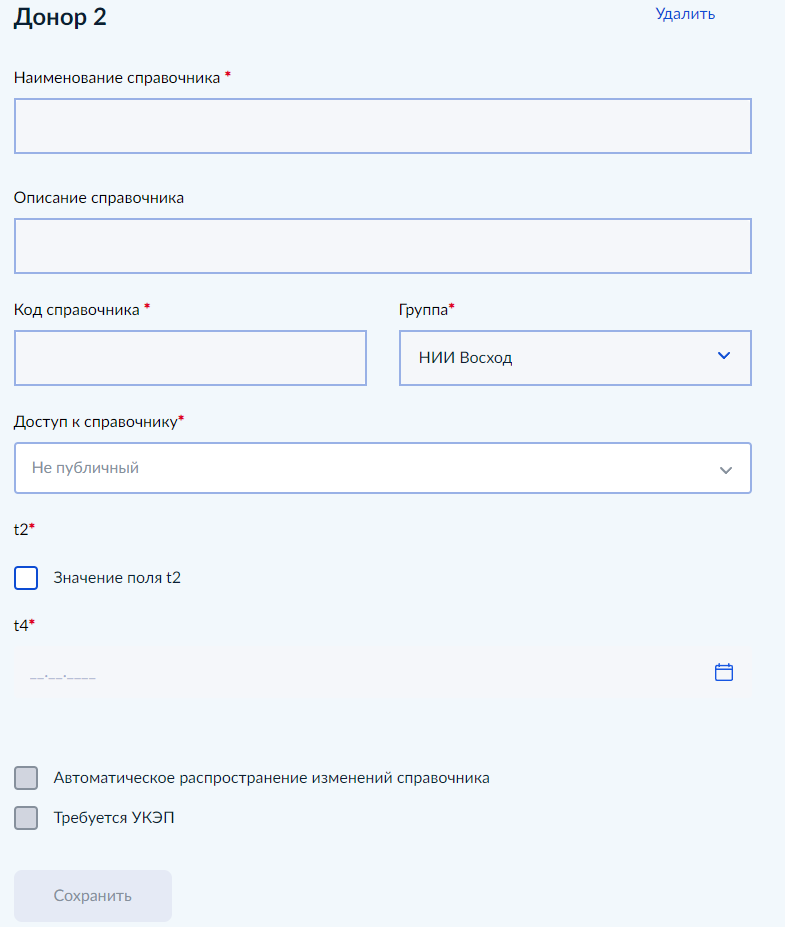 Донор 2
Удалить
Наименование справочника *
Описание справочника
Код справочника *
Группа*
НИИ Восход
Доступ к справочнику*
Не публичный
t2*
Значение поля t2
t4*
__.__.____
Автоматическое распространение изменений справочника
Требуется УКЭП
Сохранить